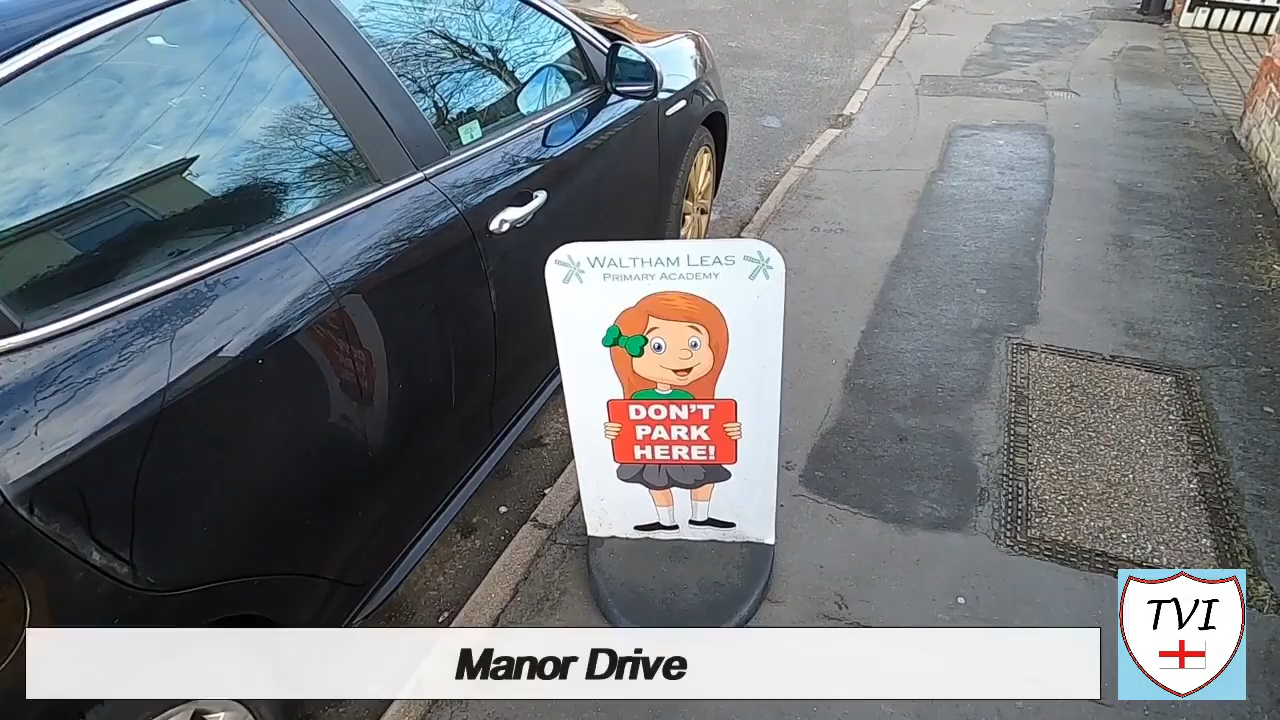 WALTHAM LEAS
PRIMARY ACADEMY
DON'T
PARK
HERE!
Manor Drive
TVI